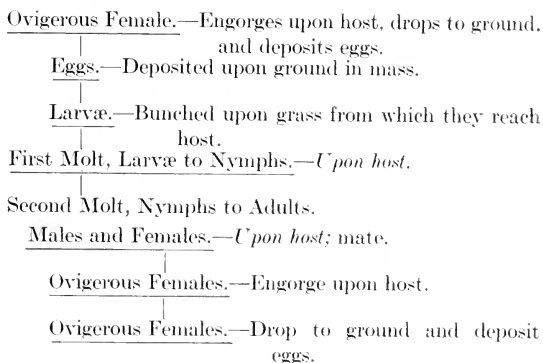 Ovigerous Female.—Engorges upon host, drops to ground,
and deposits eggs.
Eggs.—Deposited upon ground in mass.
Larvæ.—Bunched upon grass from which they reach
host.
First Molt, Larvæ to Nymphs.—Upon host.
Second Molt, Nymphs to Adults.
Males and Females.—Upon host; mate.
Ovigerous Females.—Engorge upon host.
Ovigerous Females.—Drop to ground and deposit
eggs.